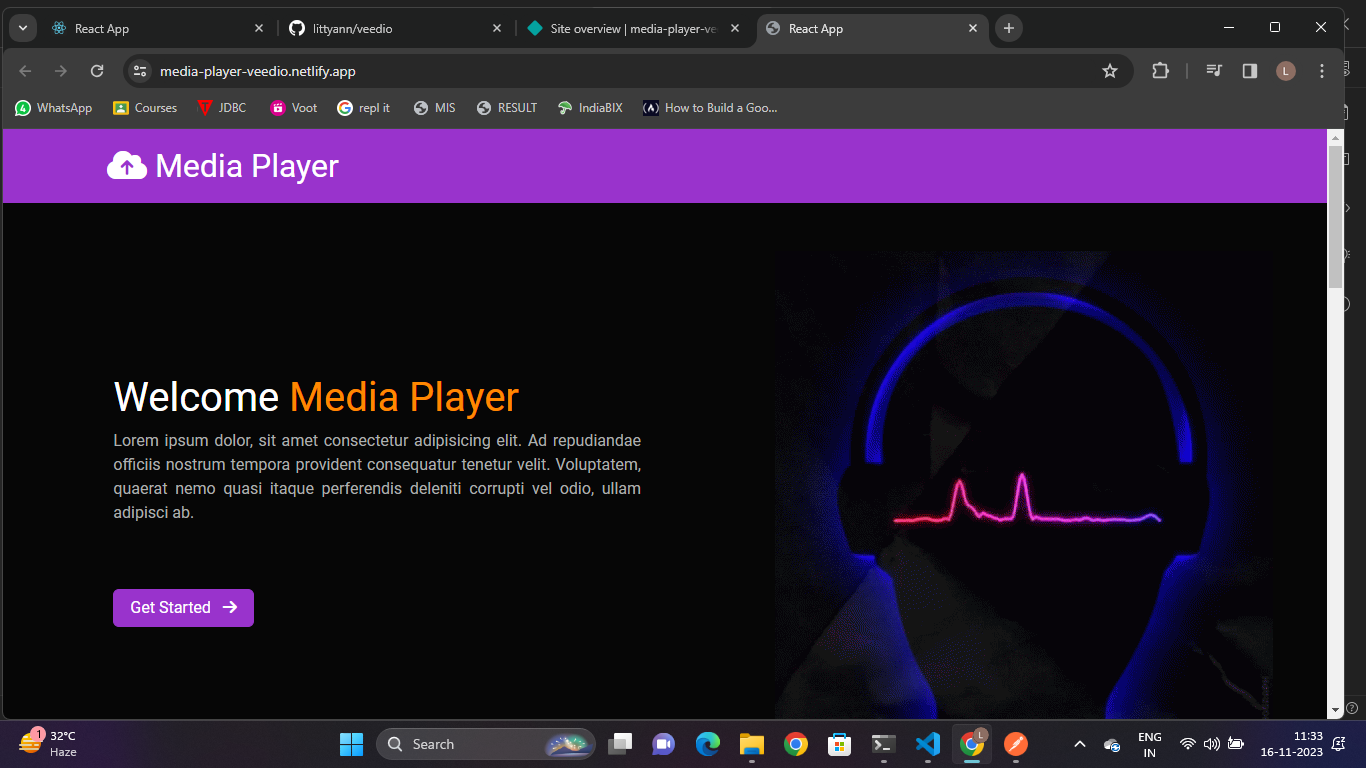 React App
littyann/veedio
Site overview | media-player-ve
React App
media-player-veedio.netlify.app
L
WhatsApp
Courses
JDBC
Voot
repl it
MIS
RESULT
IndiaBIX
How to Build a Goo...
Media Player
Welcome Media Player
Lorem ipsum dolor, sit amet consectetur adipisicing elit. Ad repudiandae
officiis nostrum tempora provident consequatur tenetur velit. Voluptatem,
quaerat nemo quasi itaque perferendis deleniti corrupti vel odio, ullam
adipisci ab.
Get Started
1
32°C
Haze
Search
L
ENG
IN
11:33
16-11-2023